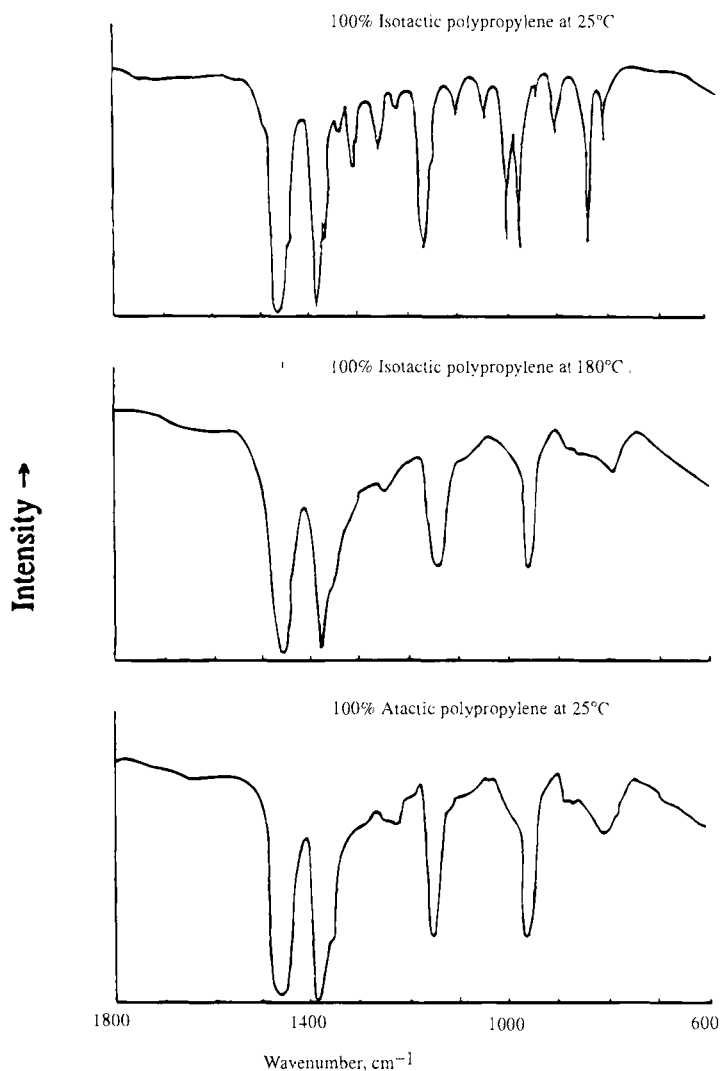 100% Isotactic polypropylene at 25°C
100% Isotactic polypropylene at 180°C
Intensity →
100% Atactic polypropylene at 25°C
1800 1400 1000 600
Wavenumber, cm−1